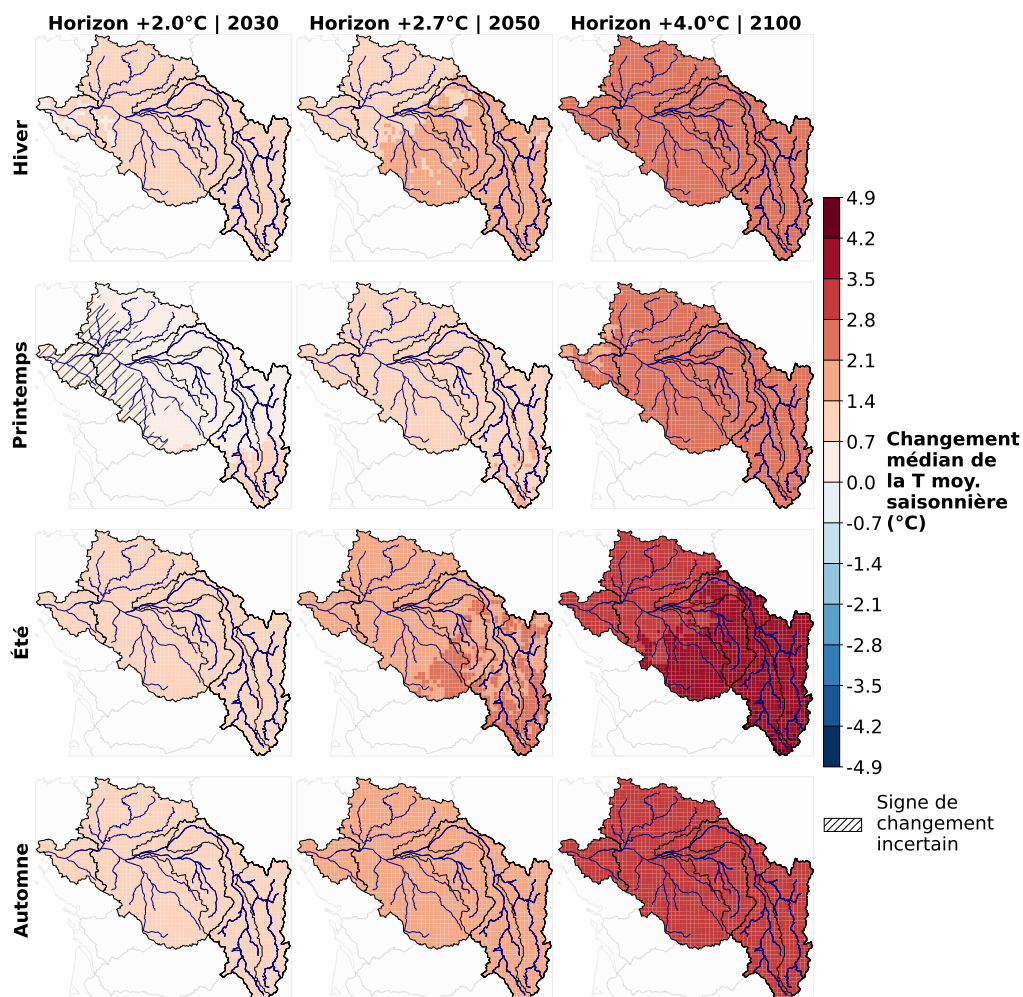 Horizon +2.0°C | 2030
Horizon +2.7°C | 2050
Horizon +4.0°C | 2100
Hiver
Printemps
Été
Automne
4.9
4.2
3.5
2.8
2.1
1.4
0.7
0.0
-0.7
-1.4
-2.1
-2.8
-3.5
-4.2
-4.9
Changement
médian de
la T moy.
saisonnière
(°C)
Signe de
changement
incertain